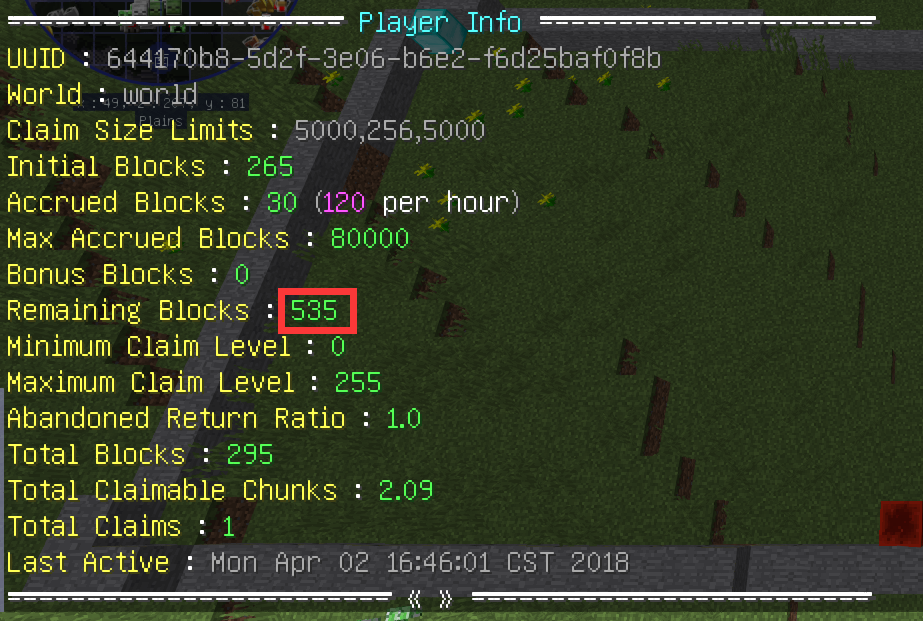 Player Info
UUID : 644170b8-5d2f-3e06-b6e2-f6d25baf0f8b
World : world
Plains
Claim Size Limits : 5000,256,5000
Initial Blocks : 265
Accrued Blocks : 30 (120 per hour)
Max Accrued Blocks : 80000
Bonus Blocks : 0
Remaining Blocks : 535
Minimum Claim Level : 0
Maximum Claim Level : 255
Abandoned Return Ratio : 1.0
Total Blocks : 295
Total Claimable Chunks : 2.09
Total Claims : 1
Last Active : Mon Apr 02 16:46:01 CST 2018
« »